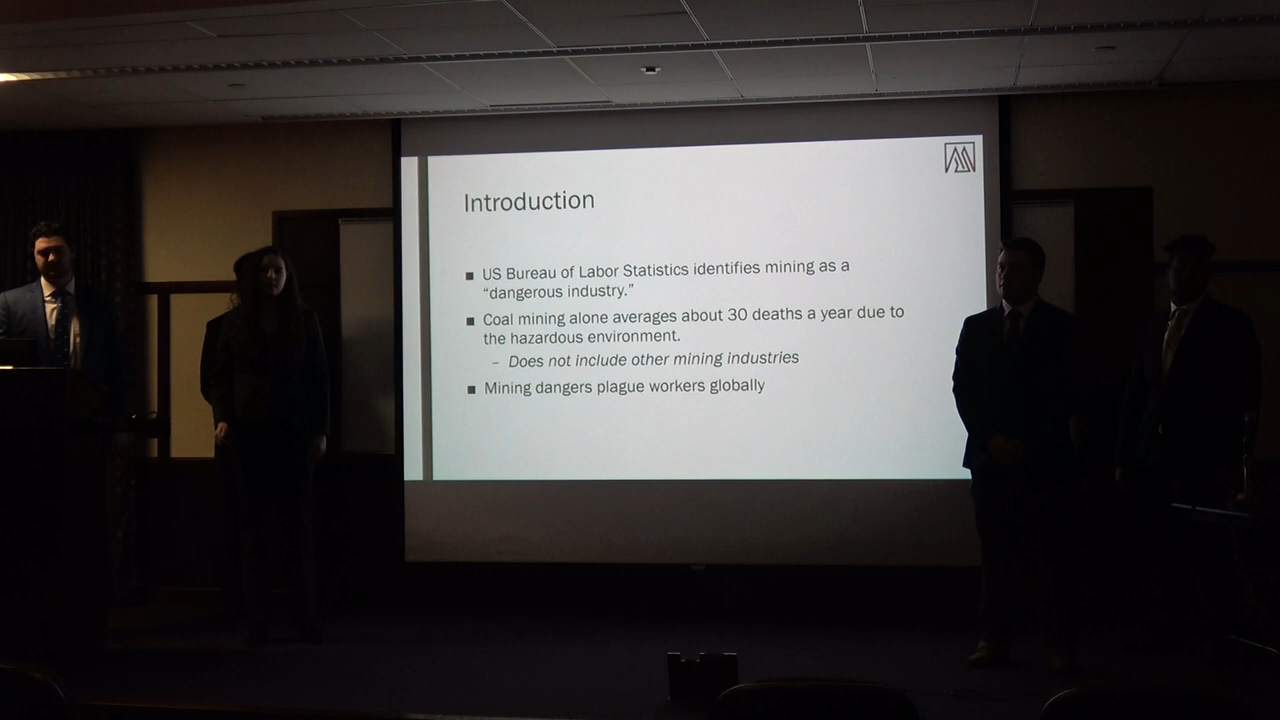 Introduction
■ US Bureau of Labor Statistics identifies mining as a
“dangerous industry.”
■ Coal mining alone averages about 30 deaths a year due to
the hazardous environment.
– Does not include other mining industries
■ Mining dangers plague workers globally